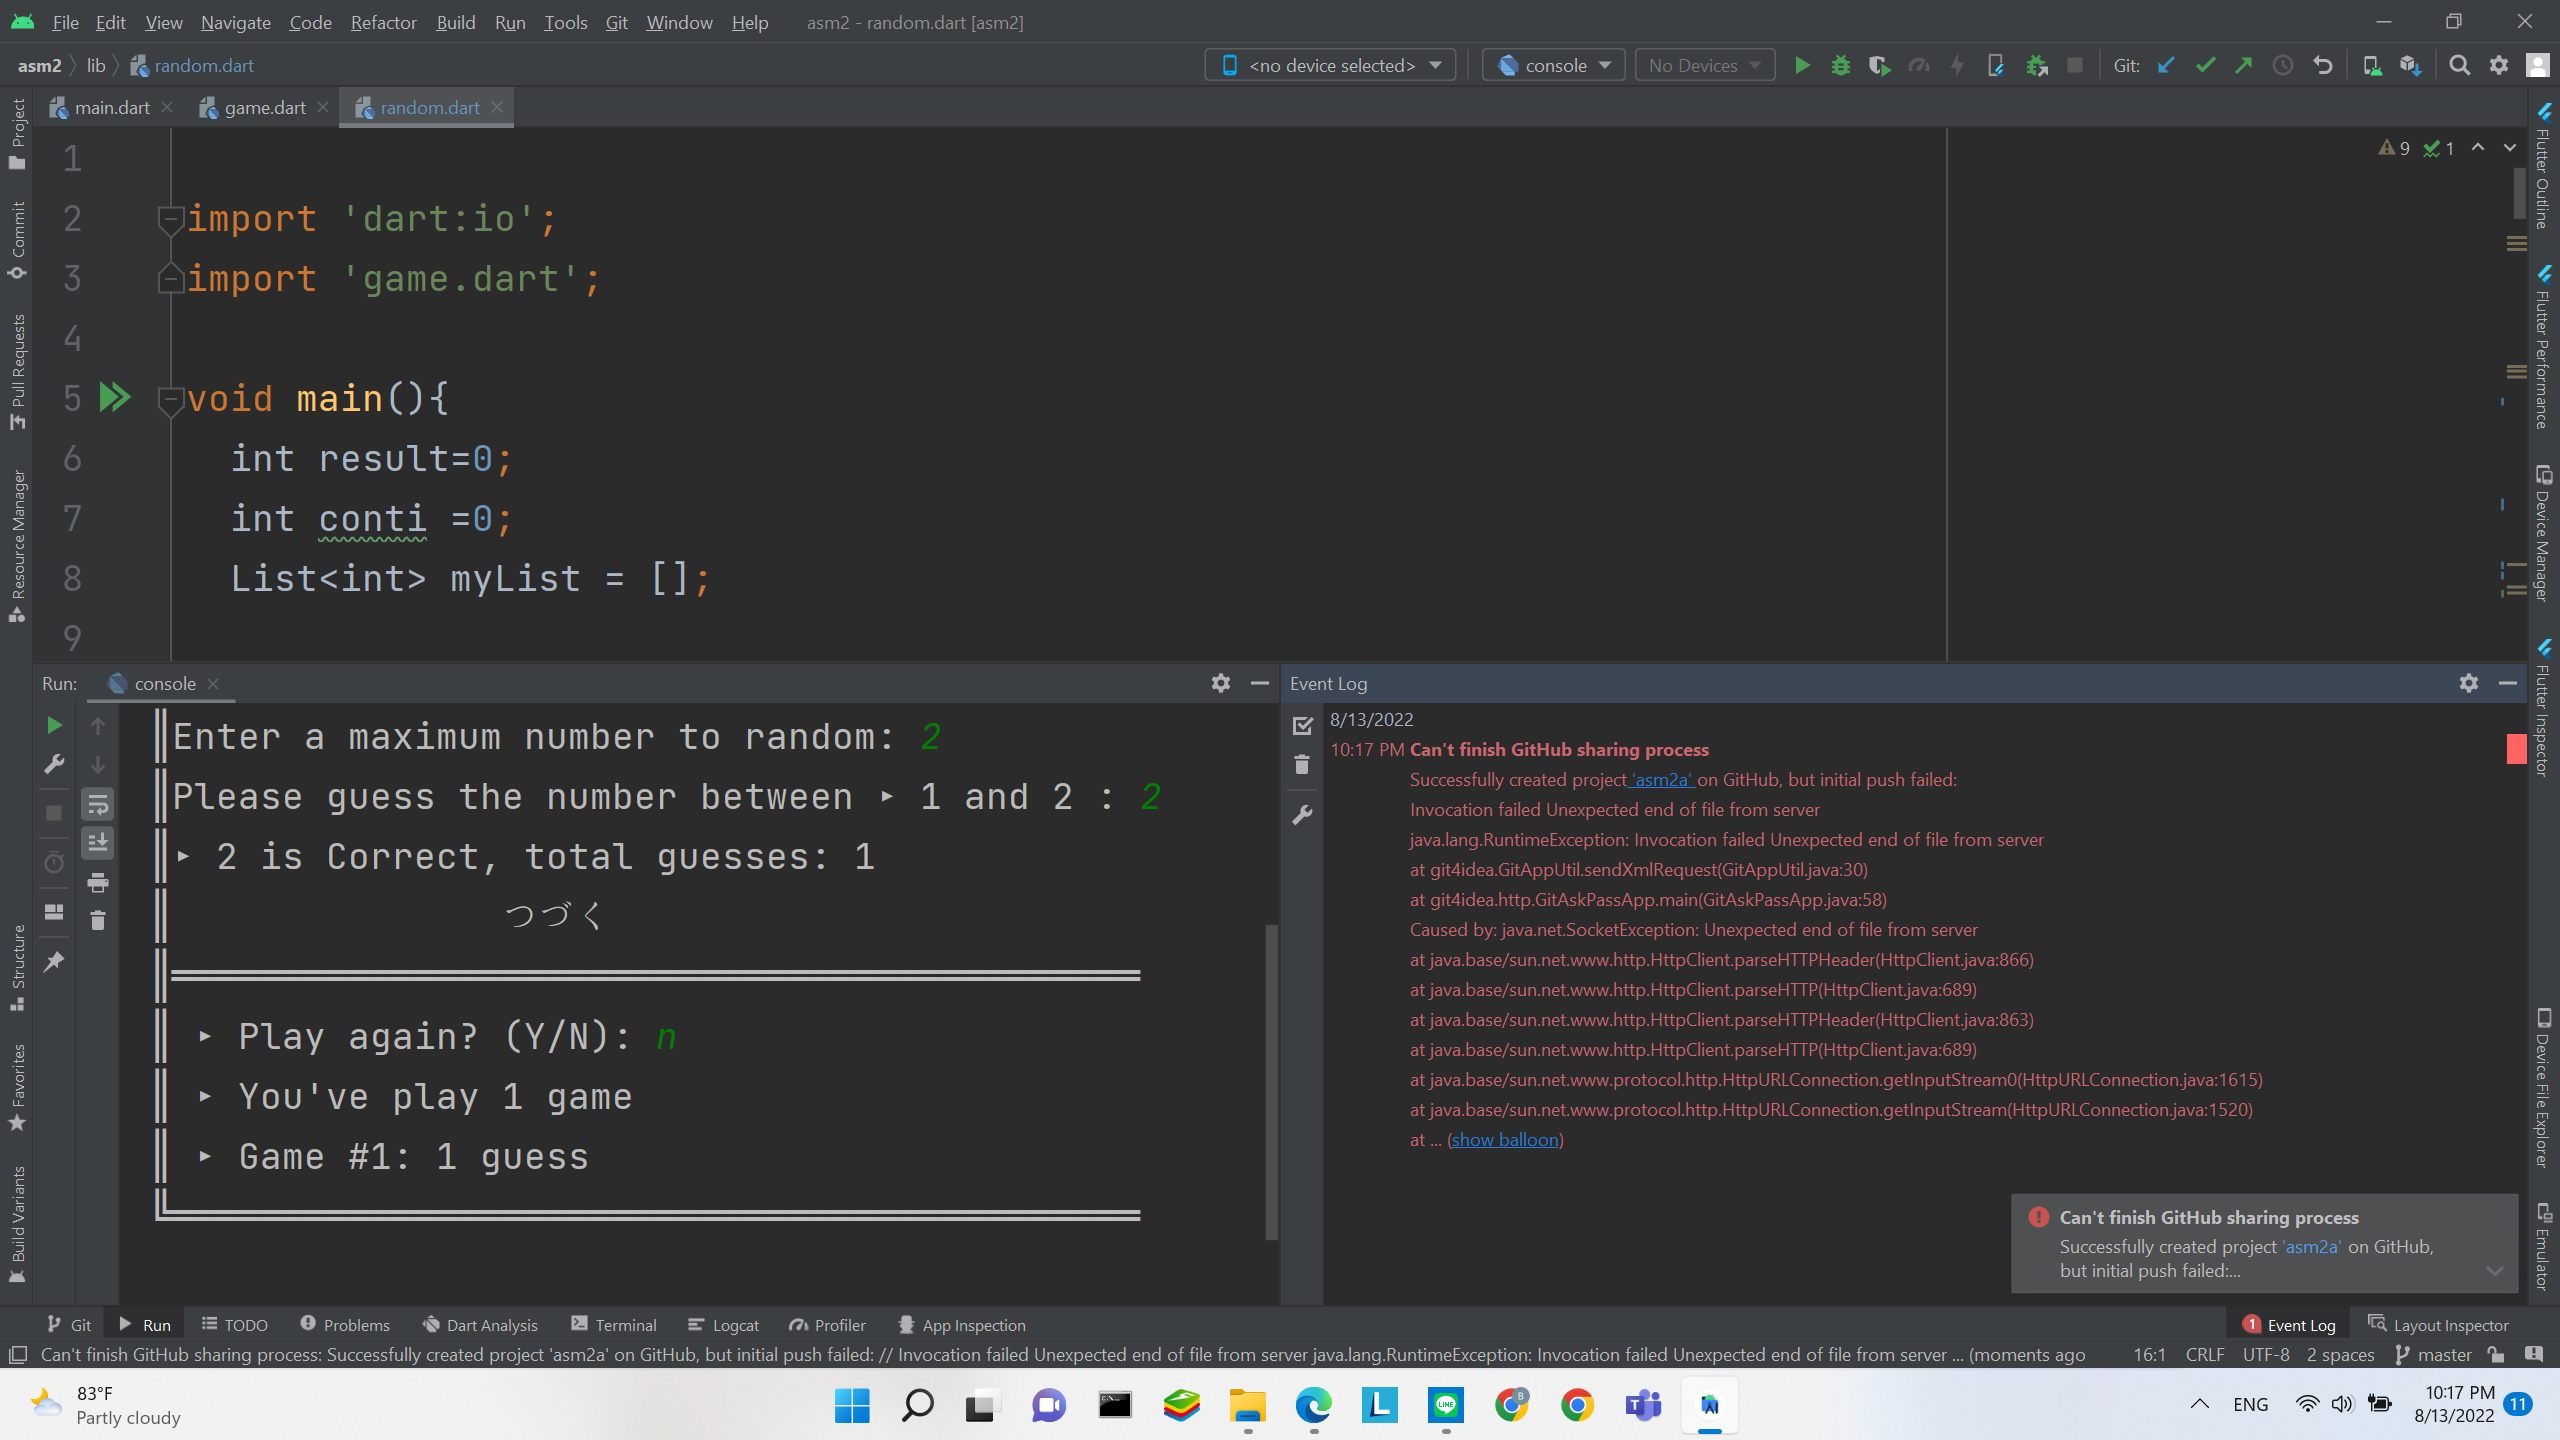 File Edit View Navigate Code Refactor Build Run Tools Git Window Help asm2 - random.dart [asm2]
asm2 lib random.dart <no device selected> console No Devices Git:
main.dart game.dart random.dart
9 1
1
2 import 'dart:io';
3 import 'game.dart';
4
5 void main(){
6 int result=0;
7 int conti =0;
8 List<int> myList = [];
9
Project
Commit
Pull Requests
Resource Manager
Structure
Favorites
Build Variants
Flutter Outline
Flutter Performance
Device Manager
Flutter Inspector
Device File Explorer
Emulator
Run: console
║Enter a maximum number to random: 2
║Please guess the number between ‣ 1 and 2 : 2
║‣ 2 is Correct, total guesses: 1
║ つづく
║════════════════════════════════════════════
║ ‣ Play again? (Y/N): n
║ ‣ You've play 1 game
║ ‣ Game #1: 1 guess
╚════════════════════════════════════════════
Event Log
8/13/2022
10:17 PM Can't finish GitHub sharing process
Successfully created project 'asm2a' on GitHub, but initial push failed:
Invocation failed Unexpected end of file from server
java.lang.RuntimeException: Invocation failed Unexpected end of file from server
at git4idea.GitAppUtil.sendXmlRequest(GitAppUtil.java:30)
at git4idea.http.GitAskPassApp.main(GitAskPassApp.java:58)
Caused by: java.net.SocketException: Unexpected end of file from server
at java.base/sun.net.www.http.HttpClient.parseHTTPHeader(HttpClient.java:866)
at java.base/sun.net.www.http.HttpClient.parseHTTP(HttpClient.java:689)
at java.base/sun.net.www.http.HttpClient.parseHTTPHeader(HttpClient.java:863)
at java.base/sun.net.www.http.HttpClient.parseHTTP(HttpClient.java:689)
at java.base/sun.net.www.protocol.http.HttpURLConnection.getInputStream0(HttpURLConnection.java:1615)
at java.base/sun.net.www.protocol.http.HttpURLConnection.getInputStream(HttpURLConnection.java:1520)
at ... (show balloon)
Can't finish GitHub sharing process
Successfully created project 'asm2a' on GitHub,
but initial push failed:...
Git Run TODO Problems Dart Analysis Terminal Logcat Profiler App Inspection 1 Event Log Layout Inspector
Can't finish GitHub sharing process: Successfully created project 'asm2a' on GitHub, but initial push failed: // Invocation failed Unexpected end of file from server java.lang.RuntimeException: Invocation failed Unexpected end of file from server ... (moments ago 16:1 CRLF UTF-8 2 spaces master
83°F
Partly cloudy
L
LINE
B
T
AI
ENG
10:17 PM
8/13/2022
11